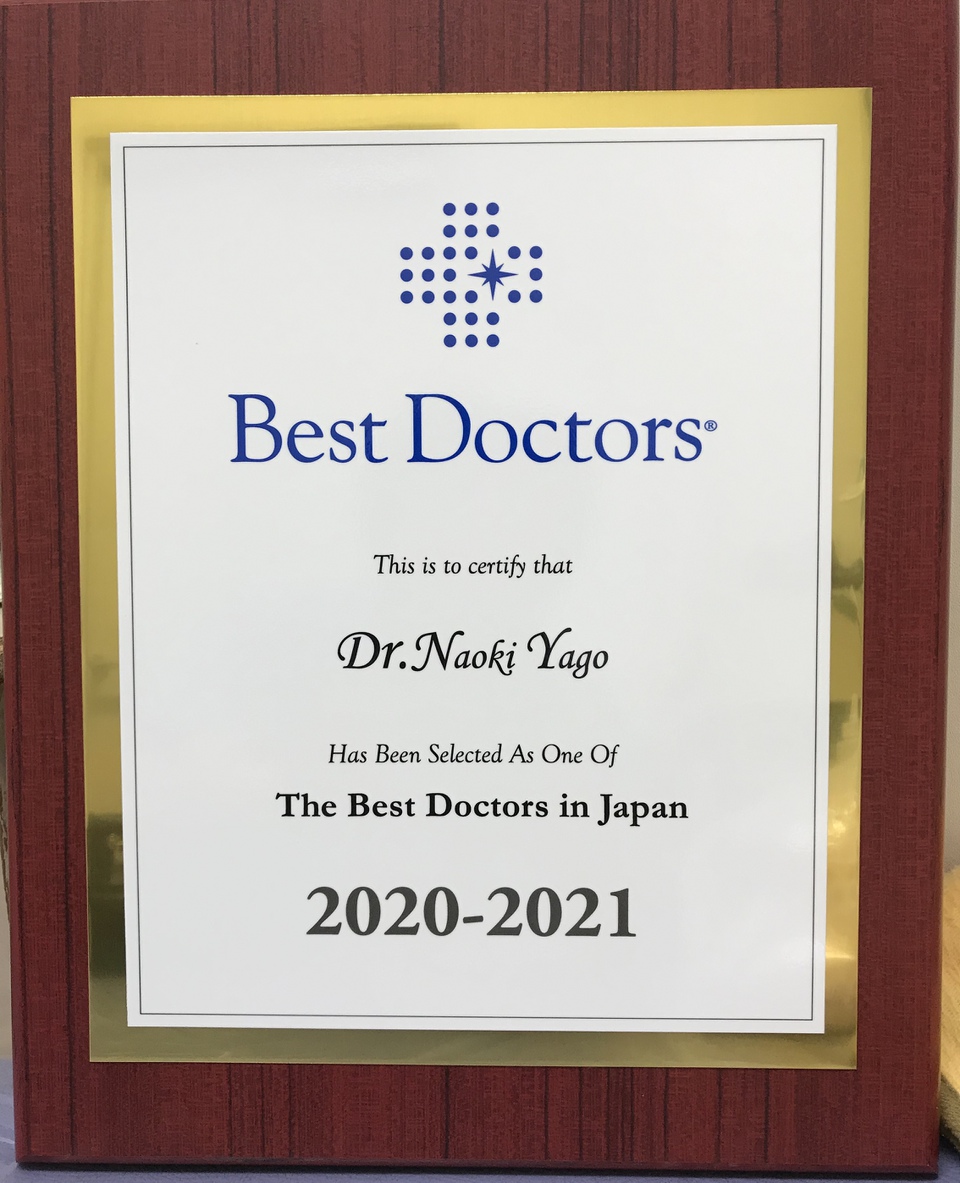 Best Doctors®
This is to certify that
Dr.Naoki Yago
Has Been Selected As One Of
The Best Doctors in Japan
2020-2021